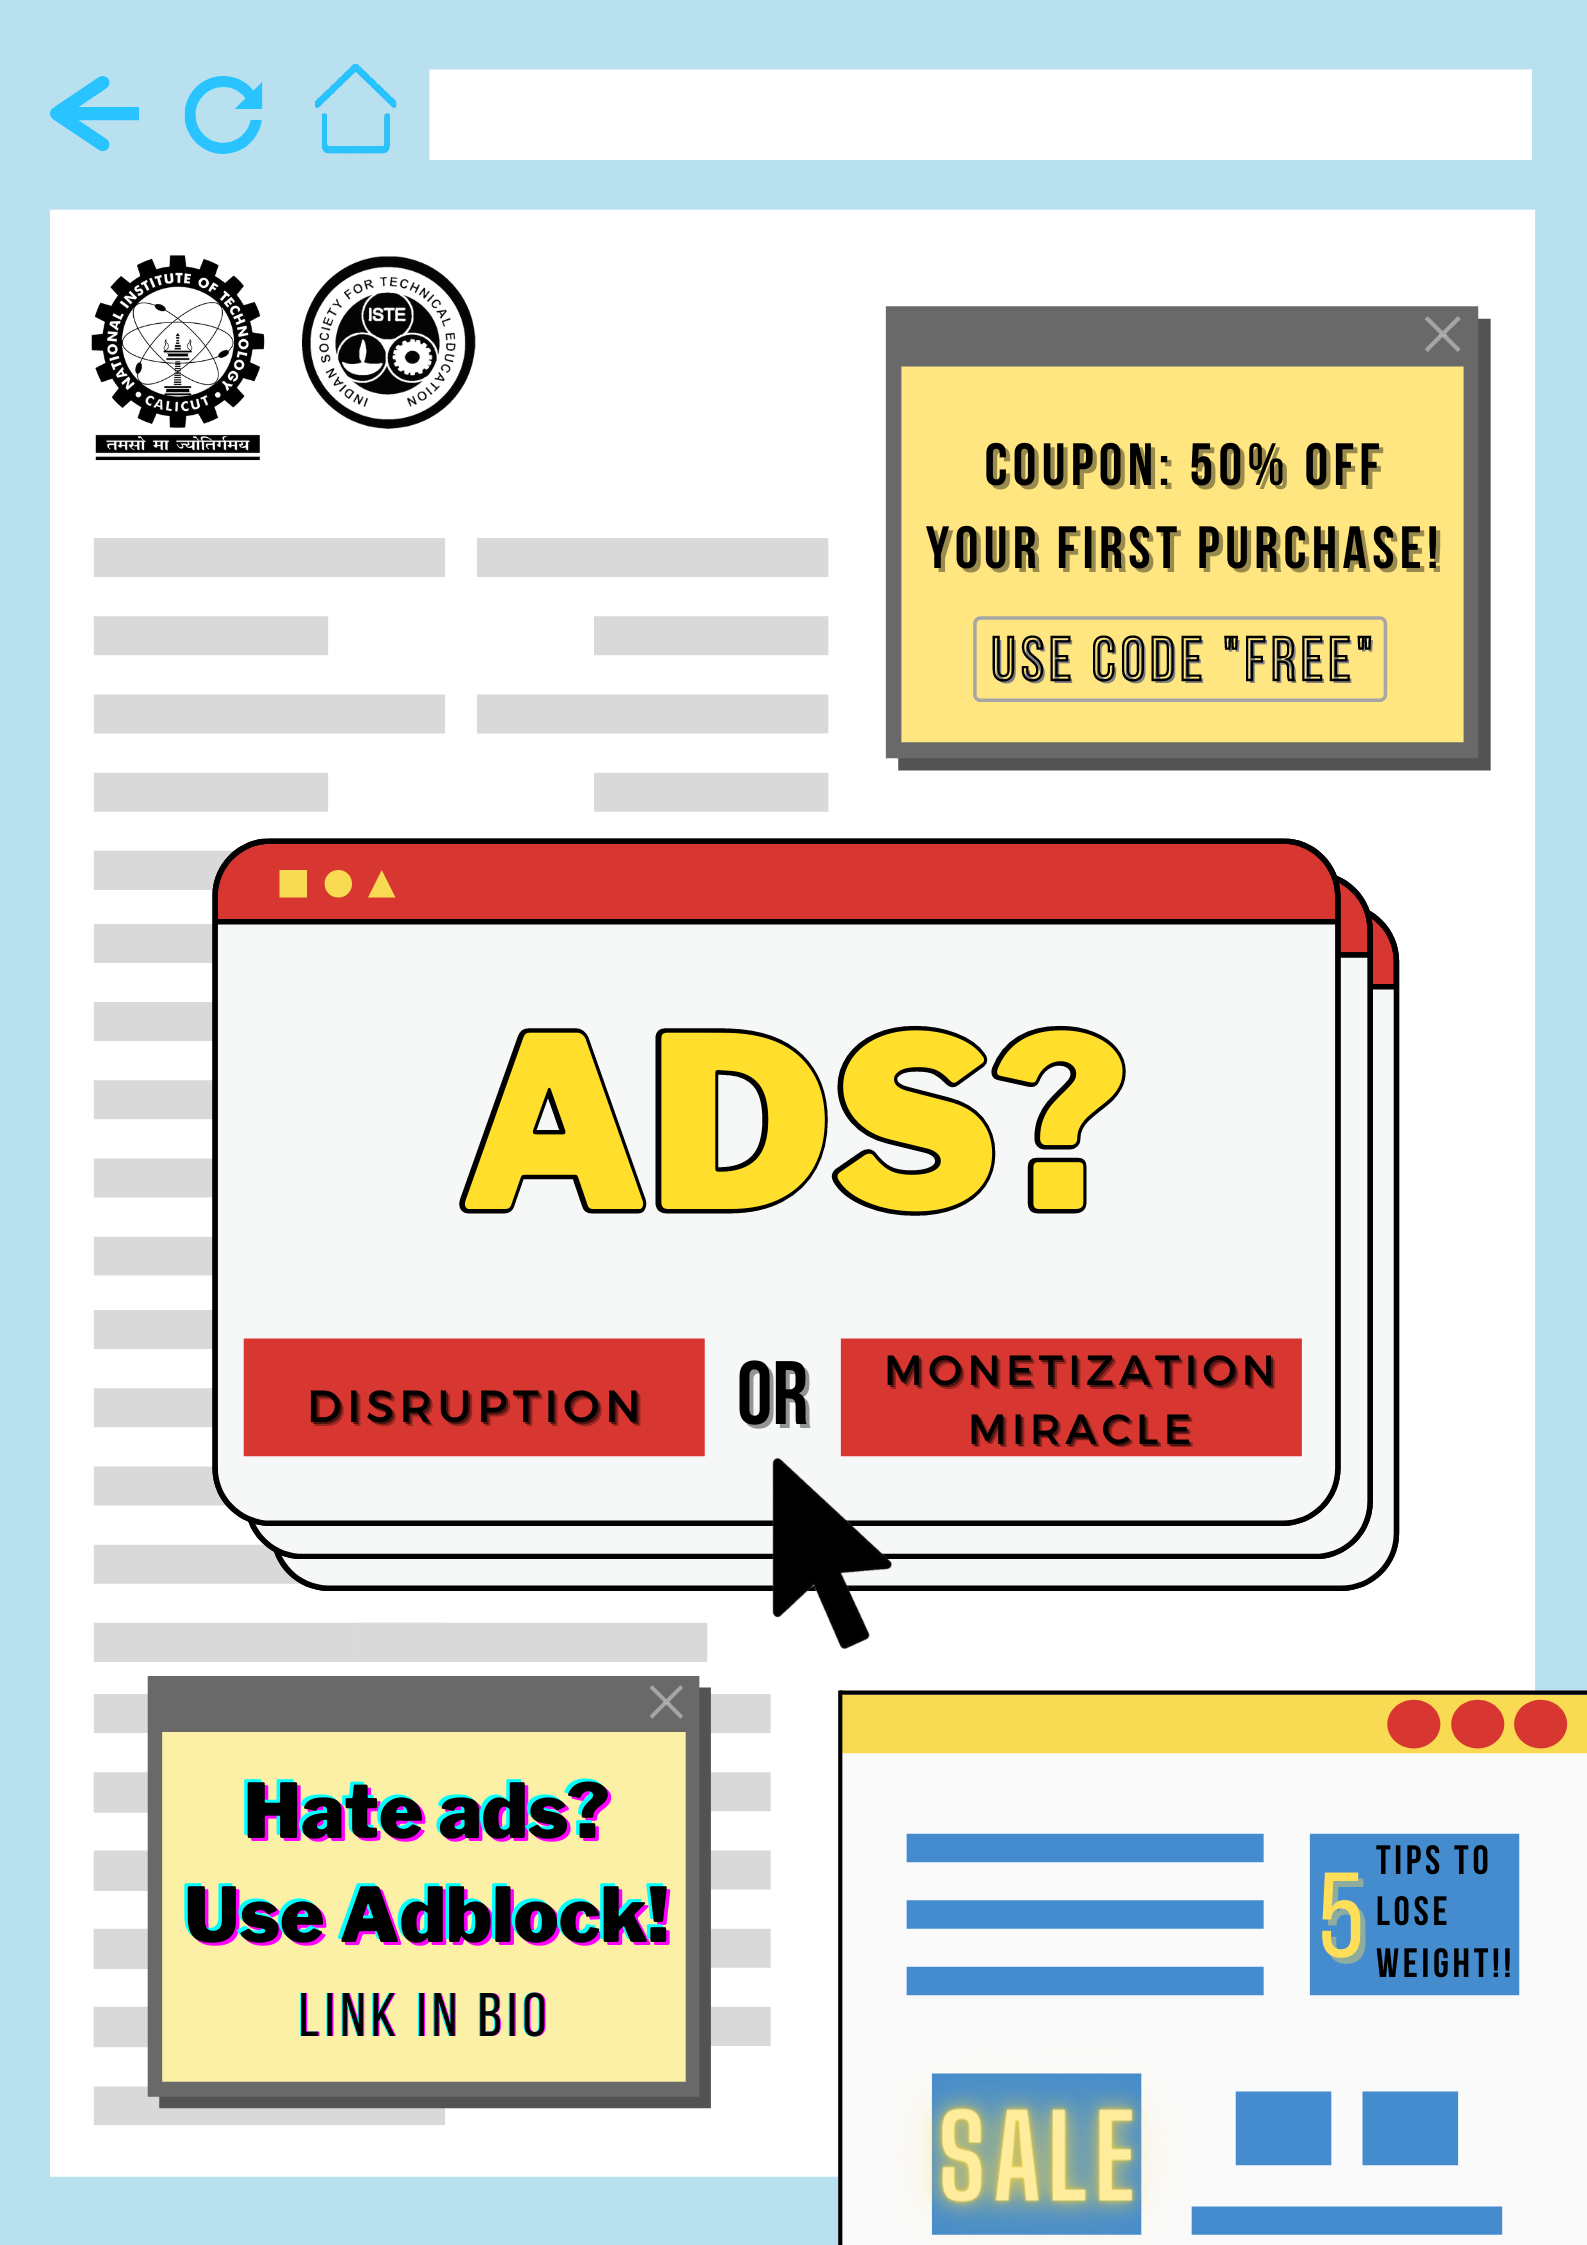 NATIONAL INSTITUTE OF TECHNOLOGY
• CALICUT •
तमसो मा ज्योतिर्गमय
INDIAN SOCIETY FOR TECHNICAL EDUCATION
ISTE
COUPON: 50% OFF
YOUR FIRST PURCHASE!
USE CODE "FREE"
ADS?
DISRUPTION
OR
MONETIZATION
MIRACLE
Hate ads?
Use Adblock!
LINK IN BIO
5
TIPS TO
LOSE
WEIGHT!!
SALE